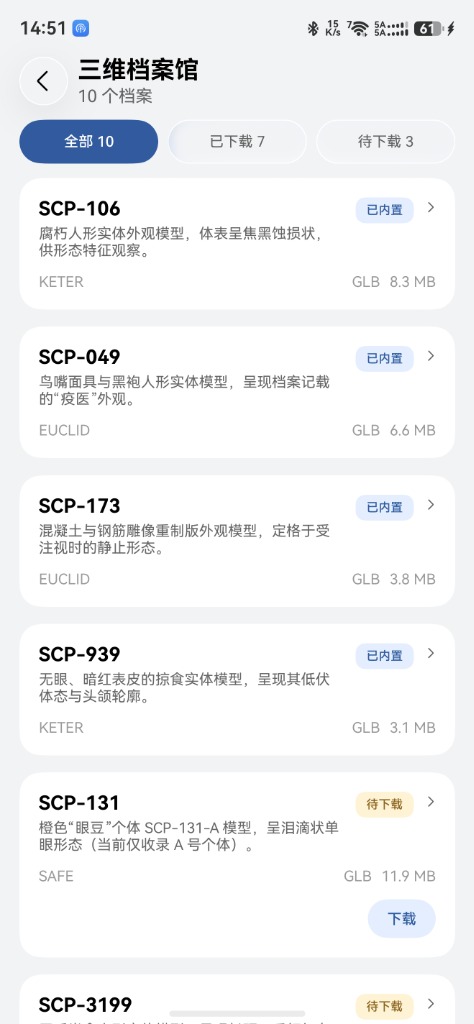 14:51
15 K/s
7
5A
5A
61
三维档案馆
10 个档案
全部 10
已下载 7
待下载 3
SCP-106
已内置
腐朽人形实体外观模型，体表呈焦黑蚀损状，
供形态特征观察。
KETER
GLB 8.3 MB
SCP-049
已内置
鸟嘴面具与黑袍人形实体模型，呈现档案记载
的“疫医”外观。
EUCLID
GLB 6.6 MB
SCP-173
已内置
混凝土与钢筋雕像重制版外观模型，定格于受
注视时的静止形态。
EUCLID
GLB 3.8 MB
SCP-939
已内置
无眼、暗红表皮的掠食实体模型，呈现其低伏
体态与头颌轮廓。
KETER
GLB 3.1 MB
SCP-131
待下载
橙色“眼豆”个体 SCP-131-A 模型，呈泪滴状单
眼形态（当前仅收录 A 号个体）。
SAFE
GLB 11.9 MB
下载
SCP-3199
待下载